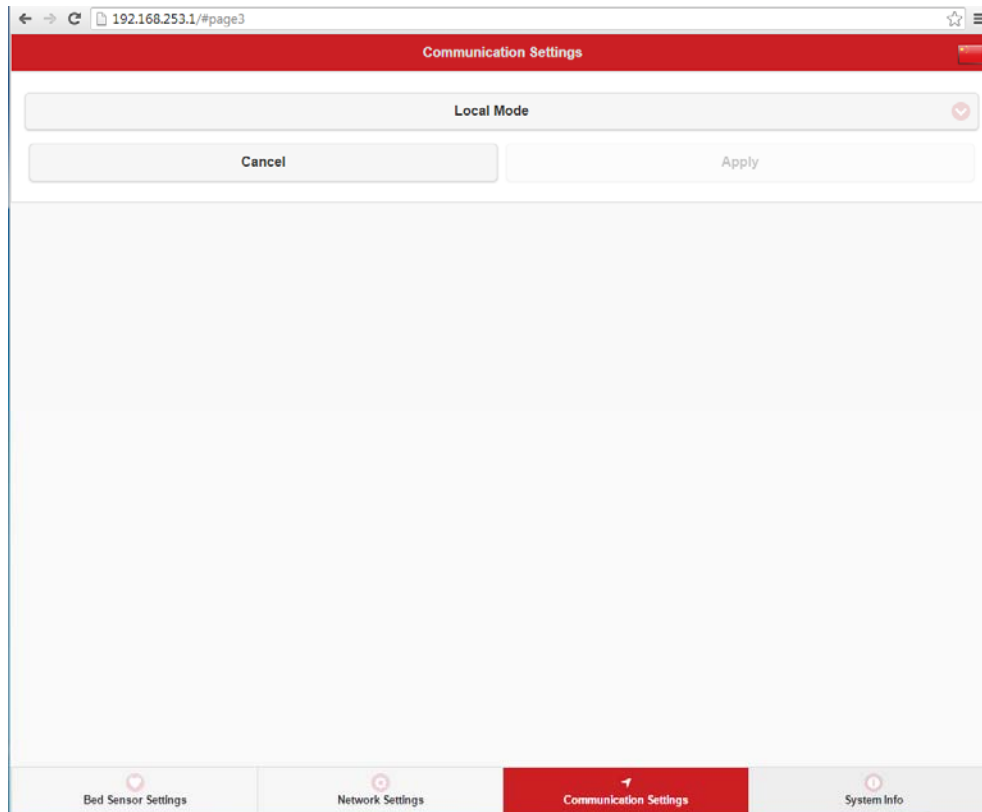 192.168.253.1/#page3
Communication Settings
Local Mode
Cancel Apply
Bed Sensor Settings Network Settings Communication Settings System Info